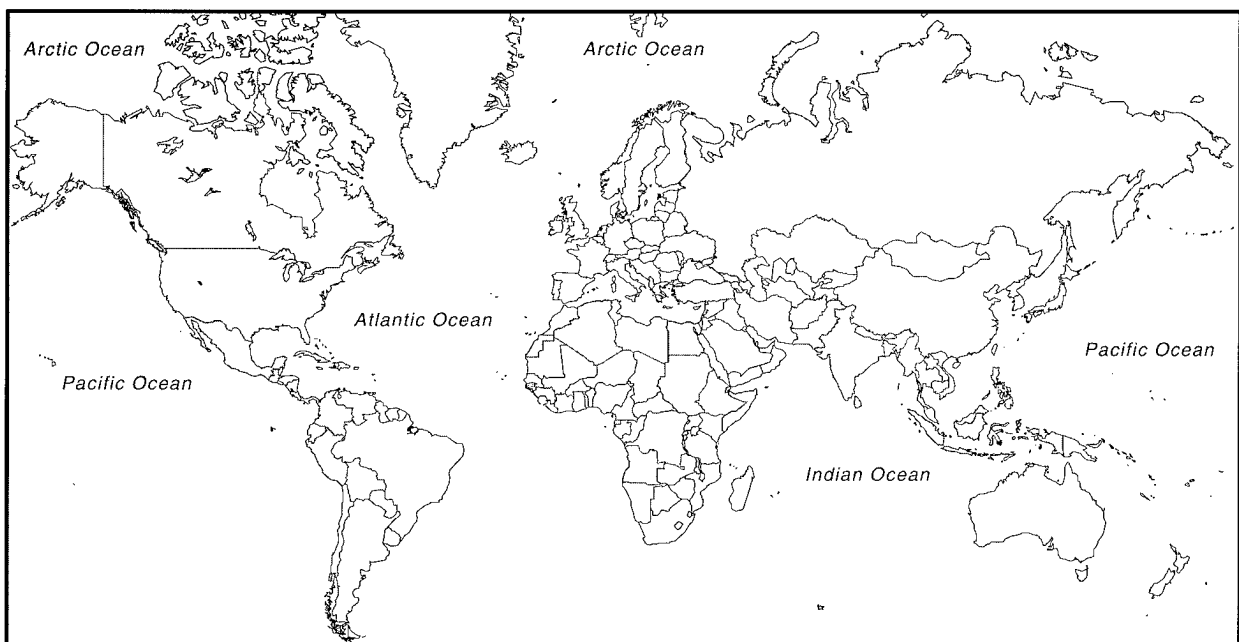 Arctic Ocean
Arctic Ocean
Atlantic Ocean
Pacific Ocean
Pacific Ocean
Indian Ocean